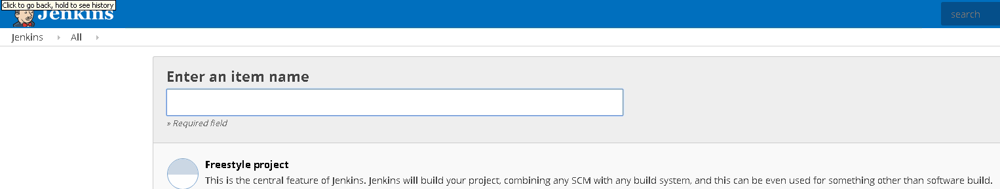 Click to go back, hold to see history
Jenkins
search
Jenkins
All
Enter an item name
» Required field
Freestyle project
This is the central feature of Jenkins. Jenkins will build your project, combining any SCM with any build system, and this can be even used for something other than software build.